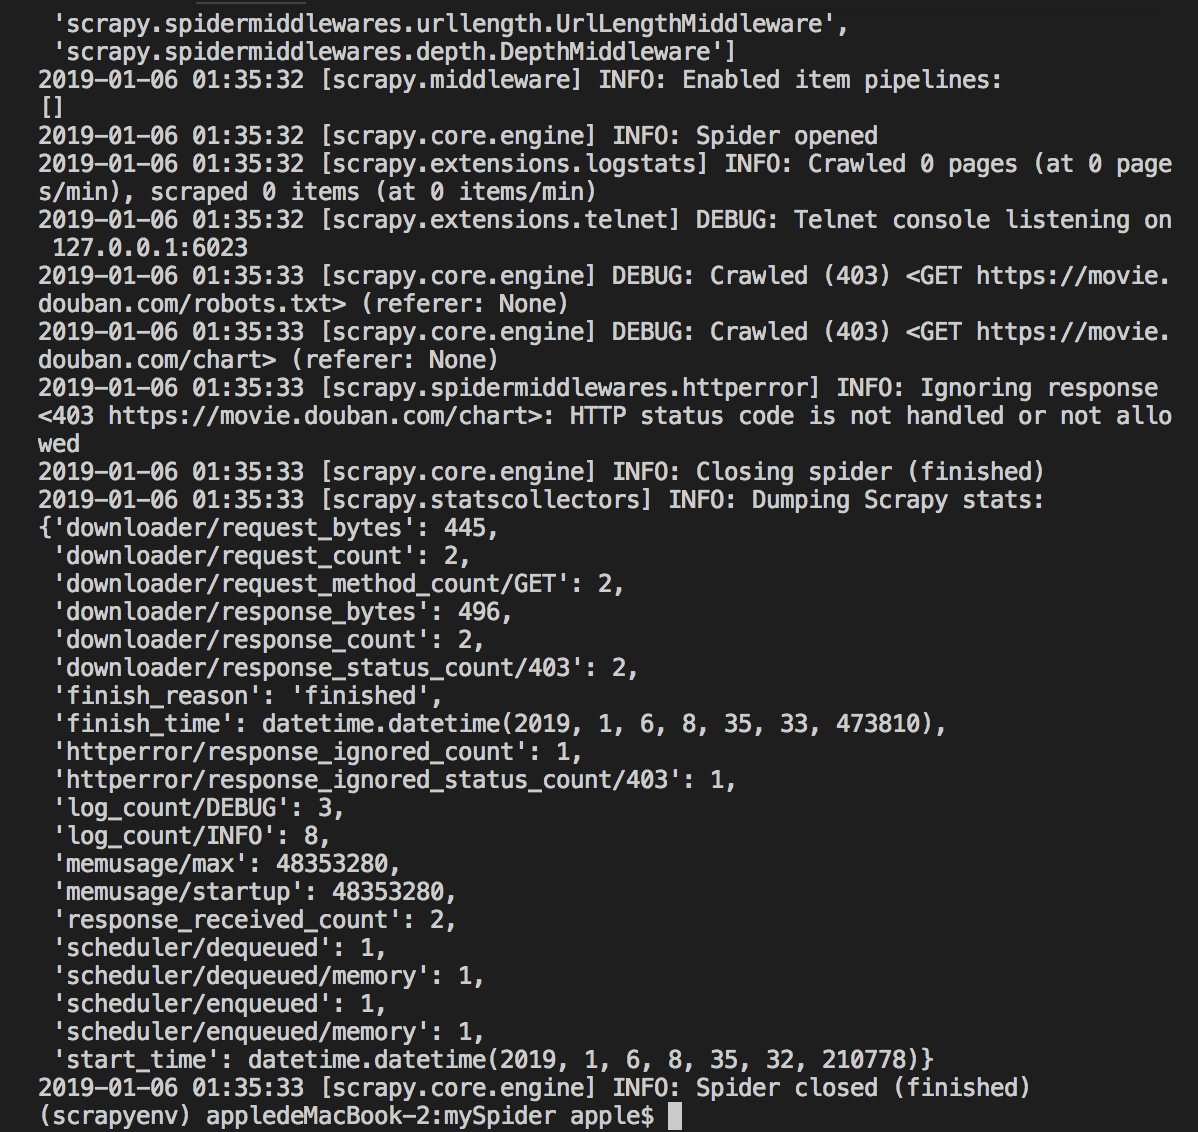 'scrapy.spidermiddlewares.urllength.UrlLengthMiddleware',
'scrapy.spidermiddlewares.depth.DepthMiddleware']
2019-01-06 01:35:32 [scrapy.middleware] INFO: Enabled item pipelines:
[]
2019-01-06 01:35:32 [scrapy.core.engine] INFO: Spider opened
2019-01-06 01:35:32 [scrapy.extensions.logstats] INFO: Crawled 0 pages (at 0 page
s/min), scraped 0 items (at 0 items/min)
2019-01-06 01:35:32 [scrapy.extensions.telnet] DEBUG: Telnet console listening on
127.0.0.1:6023
2019-01-06 01:35:33 [scrapy.core.engine] DEBUG: Crawled (403) <GET https://movie.
douban.com/robots.txt> (referer: None)
2019-01-06 01:35:33 [scrapy.core.engine] DEBUG: Crawled (403) <GET https://movie.
douban.com/chart> (referer: None)
2019-01-06 01:35:33 [scrapy.spidermiddlewares.httperror] INFO: Ignoring response
<403 https://movie.douban.com/chart>: HTTP status code is not handled or not allo
wed
2019-01-06 01:35:33 [scrapy.core.engine] INFO: Closing spider (finished)
2019-01-06 01:35:33 [scrapy.statscollectors] INFO: Dumping Scrapy stats:
{'downloader/request_bytes': 445,
'downloader/request_count': 2,
'downloader/request_method_count/GET': 2,
'downloader/response_bytes': 496,
'downloader/response_count': 2,
'downloader/response_status_count/403': 2,
'finish_reason': 'finished',
'finish_time': datetime.datetime(2019, 1, 6, 8, 35, 33, 473810),
'httperror/response_ignored_count': 1,
'httperror/response_ignored_status_count/403': 1,
'log_count/DEBUG': 3,
'log_count/INFO': 8,
'memusage/max': 48353280,
'memusage/startup': 48353280,
'response_received_count': 2,
'scheduler/dequeued': 1,
'scheduler/dequeued/memory': 1,
'scheduler/enqueued': 1,
'scheduler/enqueued/memory': 1,
'start_time': datetime.datetime(2019, 1, 6, 8, 35, 32, 210778)}
2019-01-06 01:35:33 [scrapy.core.engine] INFO: Spider closed (finished)
(scrapyenv) appledeMacBook-2:mySpider apple$